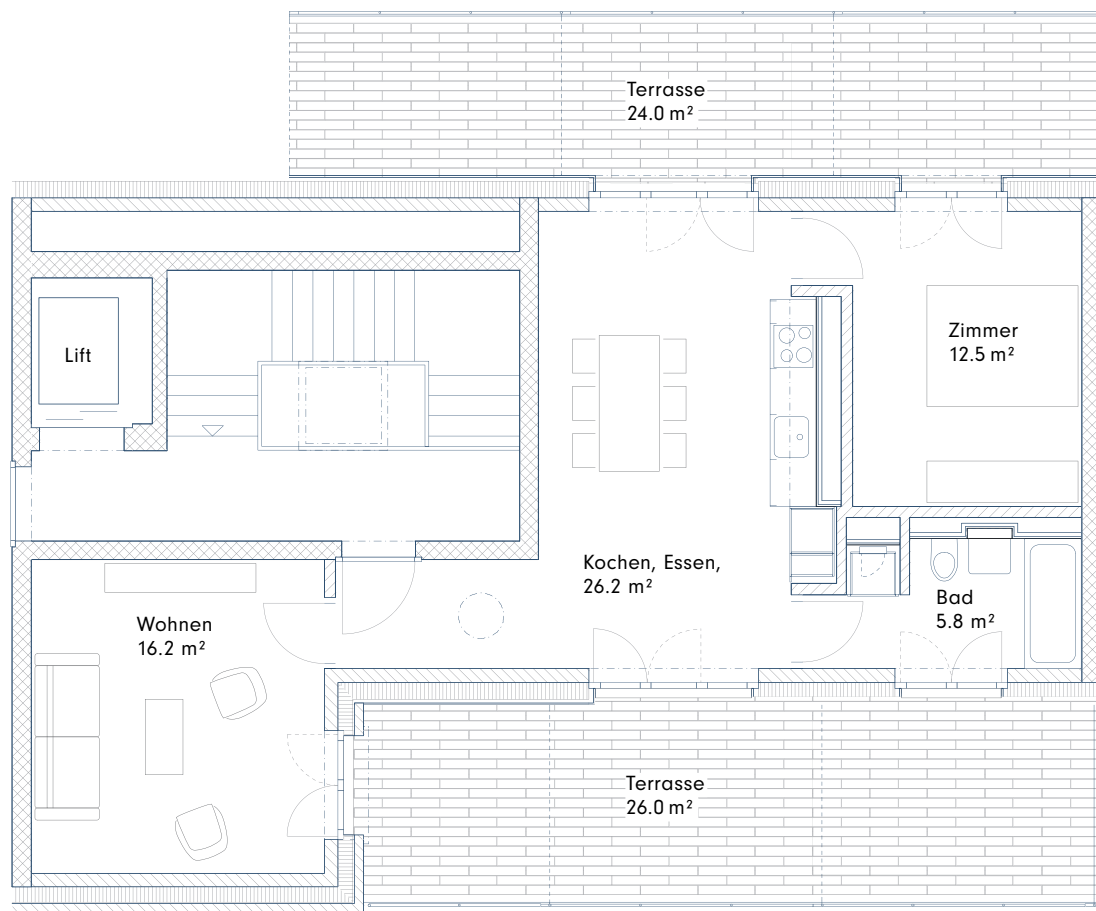 Terrasse
24.0 m²
Lift
Zimmer
12.5 m²
Kochen, Essen,
26.2 m²
Bad
5.8 m²
Wohnen
16.2 m²
Terrasse
26.0 m²